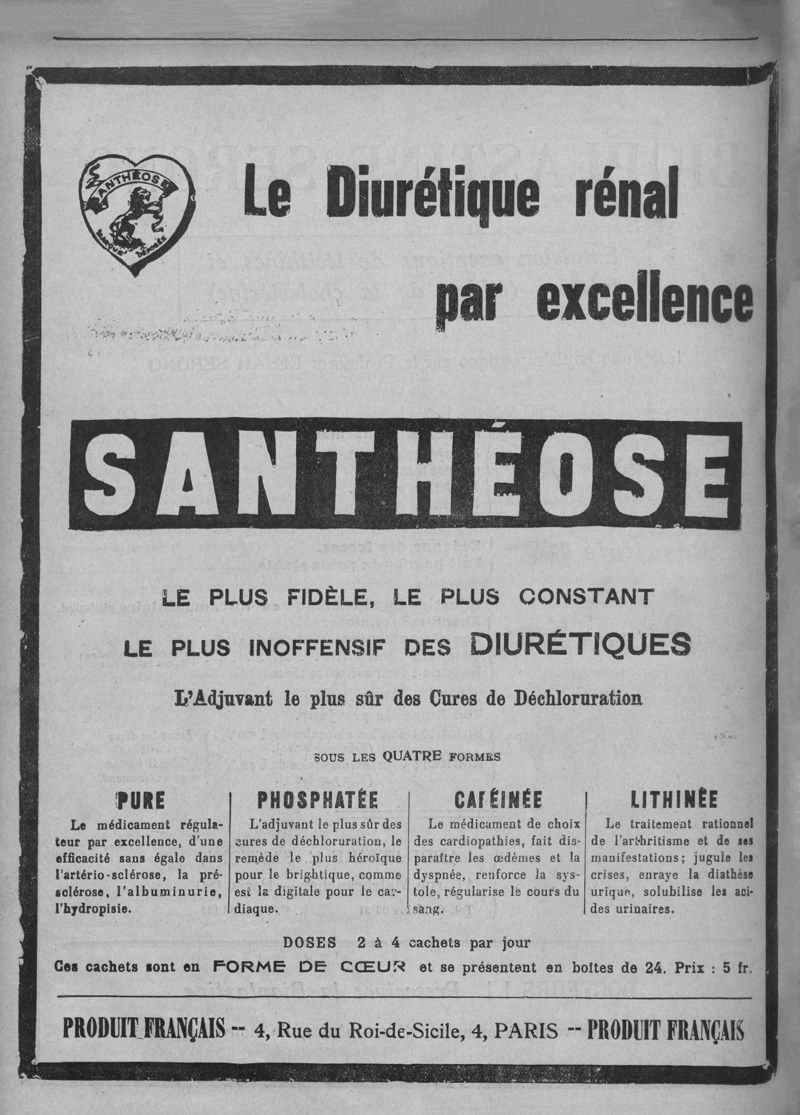 SANTHÉOSE
MARQUE DÉPOSÉE
Le Diurétique rénal
par excellence
SANTHÉOSE
LE PLUS FIDÈLE, LE PLUS CONSTANT
LE PLUS INOFFENSIF DES DIURÉTIQUES
L'Adjuvant le plus sûr des Cures de Déchloruration
SOUS LES QUATRE FORMES
PURE
Le médicament régula-
teur par excellence, d'une
efficacité sans égale dans
l'artério-sclérose, la pré-
sclérose, l'albuminurie,
l'hydropisie.
PHOSPHATÉE
L'adjuvant le plus sûr des
cures de déchloruration, le
remède le plus héroïque
pour le brightique, comme
est la digitale pour le car-
diaque.
CAFÉINÉE
Le médicament de choix
des cardiopathies, fait dis-
paraître les œdèmes et la
dyspnée, renforce la sys-
tole, régularise le cours du
sang.
LITHINÉE
Le traitement rationnel
de l'arthritisme et de ses
manifestations; jugule les
crises, enraye la diathèse
urique, solubilise les aci-
des urinaires.
DOSES 2 à 4 cachets par jour
Ces cachets sont en FORME DE CŒUR et se présentent en boîtes de 24. Prix : 5 fr.
PRODUIT FRANÇAIS -- 4, Rue du Roi-de-Sicile, 4, PARIS -- PRODUIT FRANÇAIS